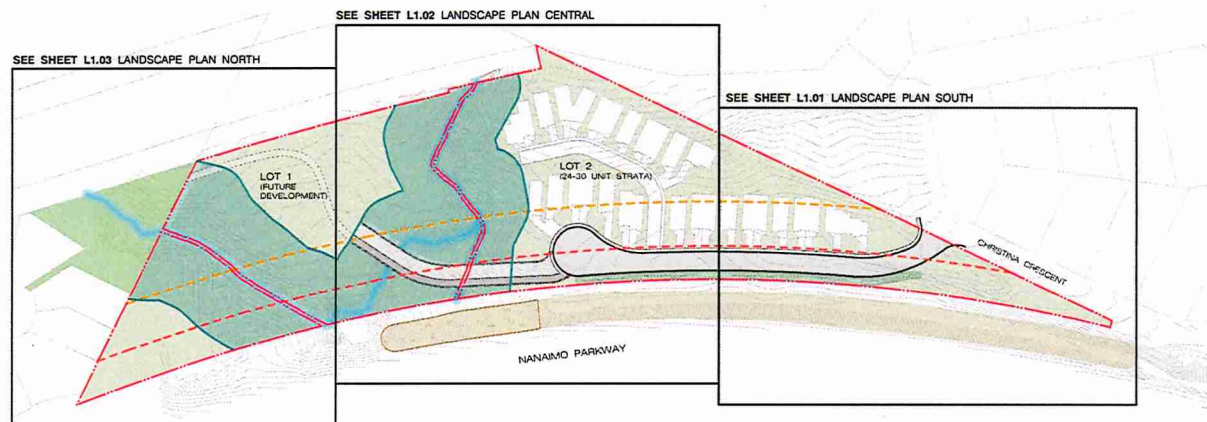 SEE SHEET L1.02 LANDSCAPE PLAN CENTRAL
SEE SHEET L1.03 LANDSCAPE PLAN NORTH
SEE SHEET L1.01 LANDSCAPE PLAN SOUTH
LOT 1
(FUTURE
DEVELOPMENT)
LOT 2
(24-30 UNIT STRATA)
CHRISTINA CRESCENT
NANAIMO PARKWAY